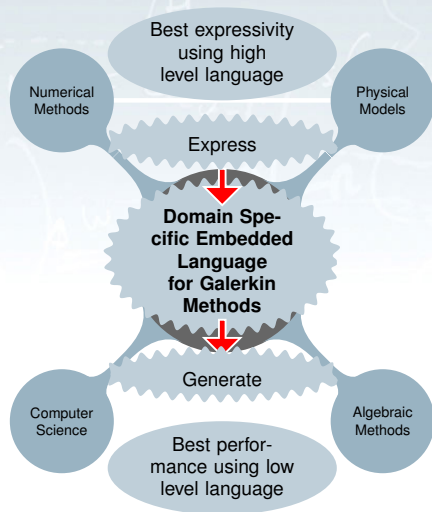 Best expressivity
using high
level language
Numerical
Methods
Physical
Models
Express
Domain Spe-
cific Embedded
Language
for Galerkin
Methods
Generate
Computer
Science
Algebraic
Methods
Best perfor-
mance using low
level language